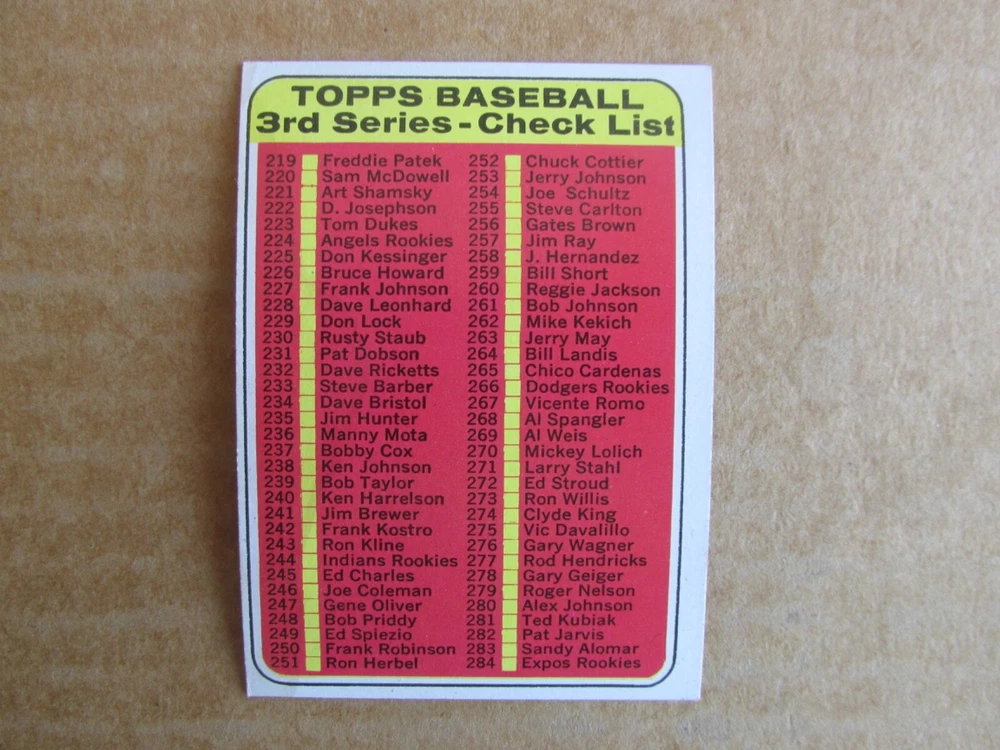 TOPPS BASEBALL
3rd Series - Check List
219 Freddie Patek
220 Sam McDowell
221 Art Shamsky
222 D. Josephson
223 Tom Dukes
224 Angels Rookies
225 Don Kessinger
226 Bruce Howard
227 Frank Johnson
228 Dave Leonhard
229 Don Lock
230 Rusty Staub
231 Pat Dobson
232 Dave Ricketts
233 Steve Barber
234 Dave Bristol
235 Jim Hunter
236 Manny Mota
237 Bobby Cox
238 Ken Johnson
239 Bob Taylor
240 Ken Harrelson
241 Jim Brewer
242 Frank Kostro
243 Ron Kline
244 Indians Rookies
245 Ed Charles
246 Joe Coleman
247 Gene Oliver
248 Bob Priddy
249 Ed Spiezio
250 Frank Robinson
251 Ron Herbel
252 Chuck Cottier
253 Jerry Johnson
254 Joe Schultz
255 Steve Carlton
256 Gates Brown
257 Jim Ray
258 J. Hernandez
259 Bill Short
260 Reggie Jackson
261 Bob Johnson
262 Mike Kekich
263 Jerry May
264 Bill Landis
265 Chico Cardenas
266 Dodgers Rookies
267 Vicente Romo
268 Al Spangler
269 Al Weis
270 Mickey Lolich
271 Larry Stahl
272 Ed Stroud
273 Ron Willis
274 Clyde King
275 Vic Davalillo
276 Gary Wagner
277 Rod Hendricks
278 Gary Geiger
279 Roger Nelson
280 Alex Johnson
281 Ted Kubiak
282 Pat Jarvis
283 Sandy Alomar
284 Expos Rookies